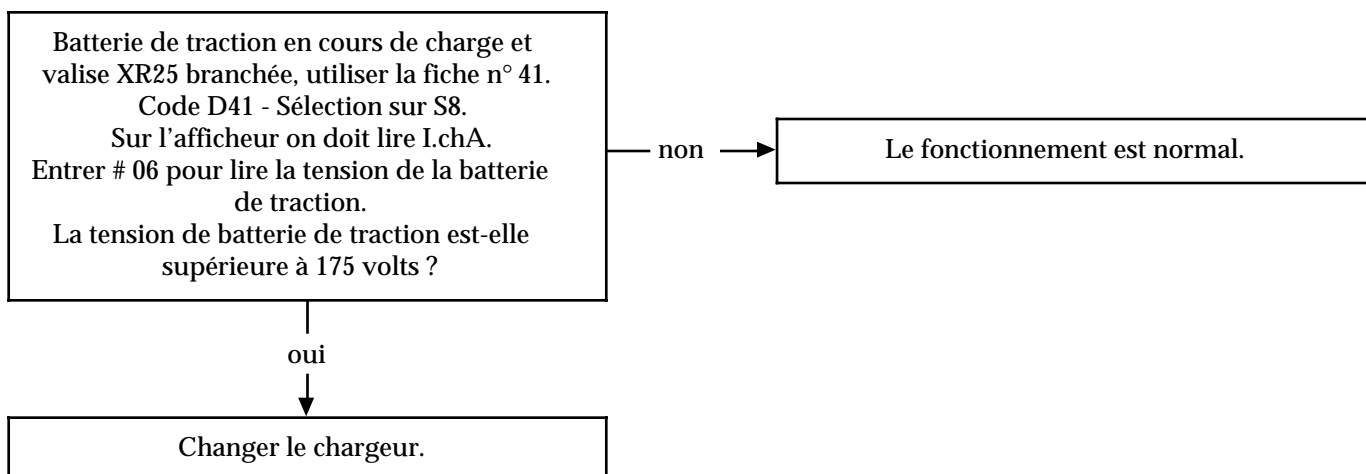 Batterie de traction en cours de charge et
valise XR25 branchée, utiliser la fiche n° 41.
Code D41 - Sélection sur S8.
Sur l'afficheur on doit lire I.chA.
Entrer # 06 pour lire la tension de la batterie
de traction.
La tension de batterie de traction est-elle
supérieure à 175 volts ?
non
Le fonctionnement est normal.
oui
Changer le chargeur.